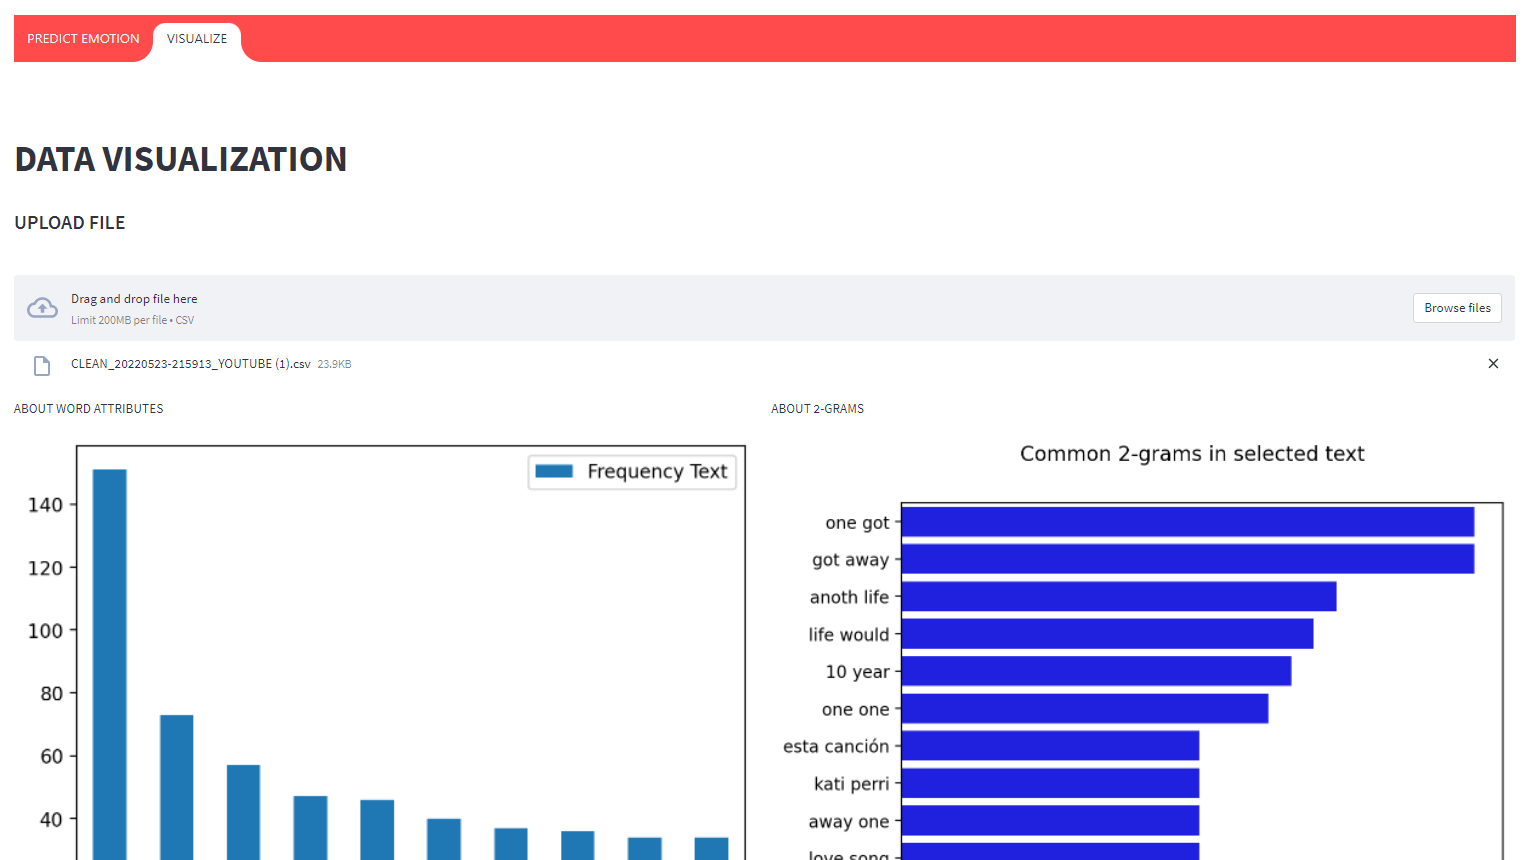 PREDICT EMOTION
VISUALIZE
DATA VISUALIZATION
UPLOAD FILE
Drag and drop file here
Limit 200MB per file • CSV
Browse files
CLEAN_20220523-215913_YOUTUBE (1).csv 23.9KB
ABOUT WORD ATTRIBUTES
Frequency Text
140
120
100
80
60
40
ABOUT 2-GRAMS
Common 2-grams in selected text
one got
got away
anoth life
life would
10 year
one one
esta canción
kati perri
away one
love song